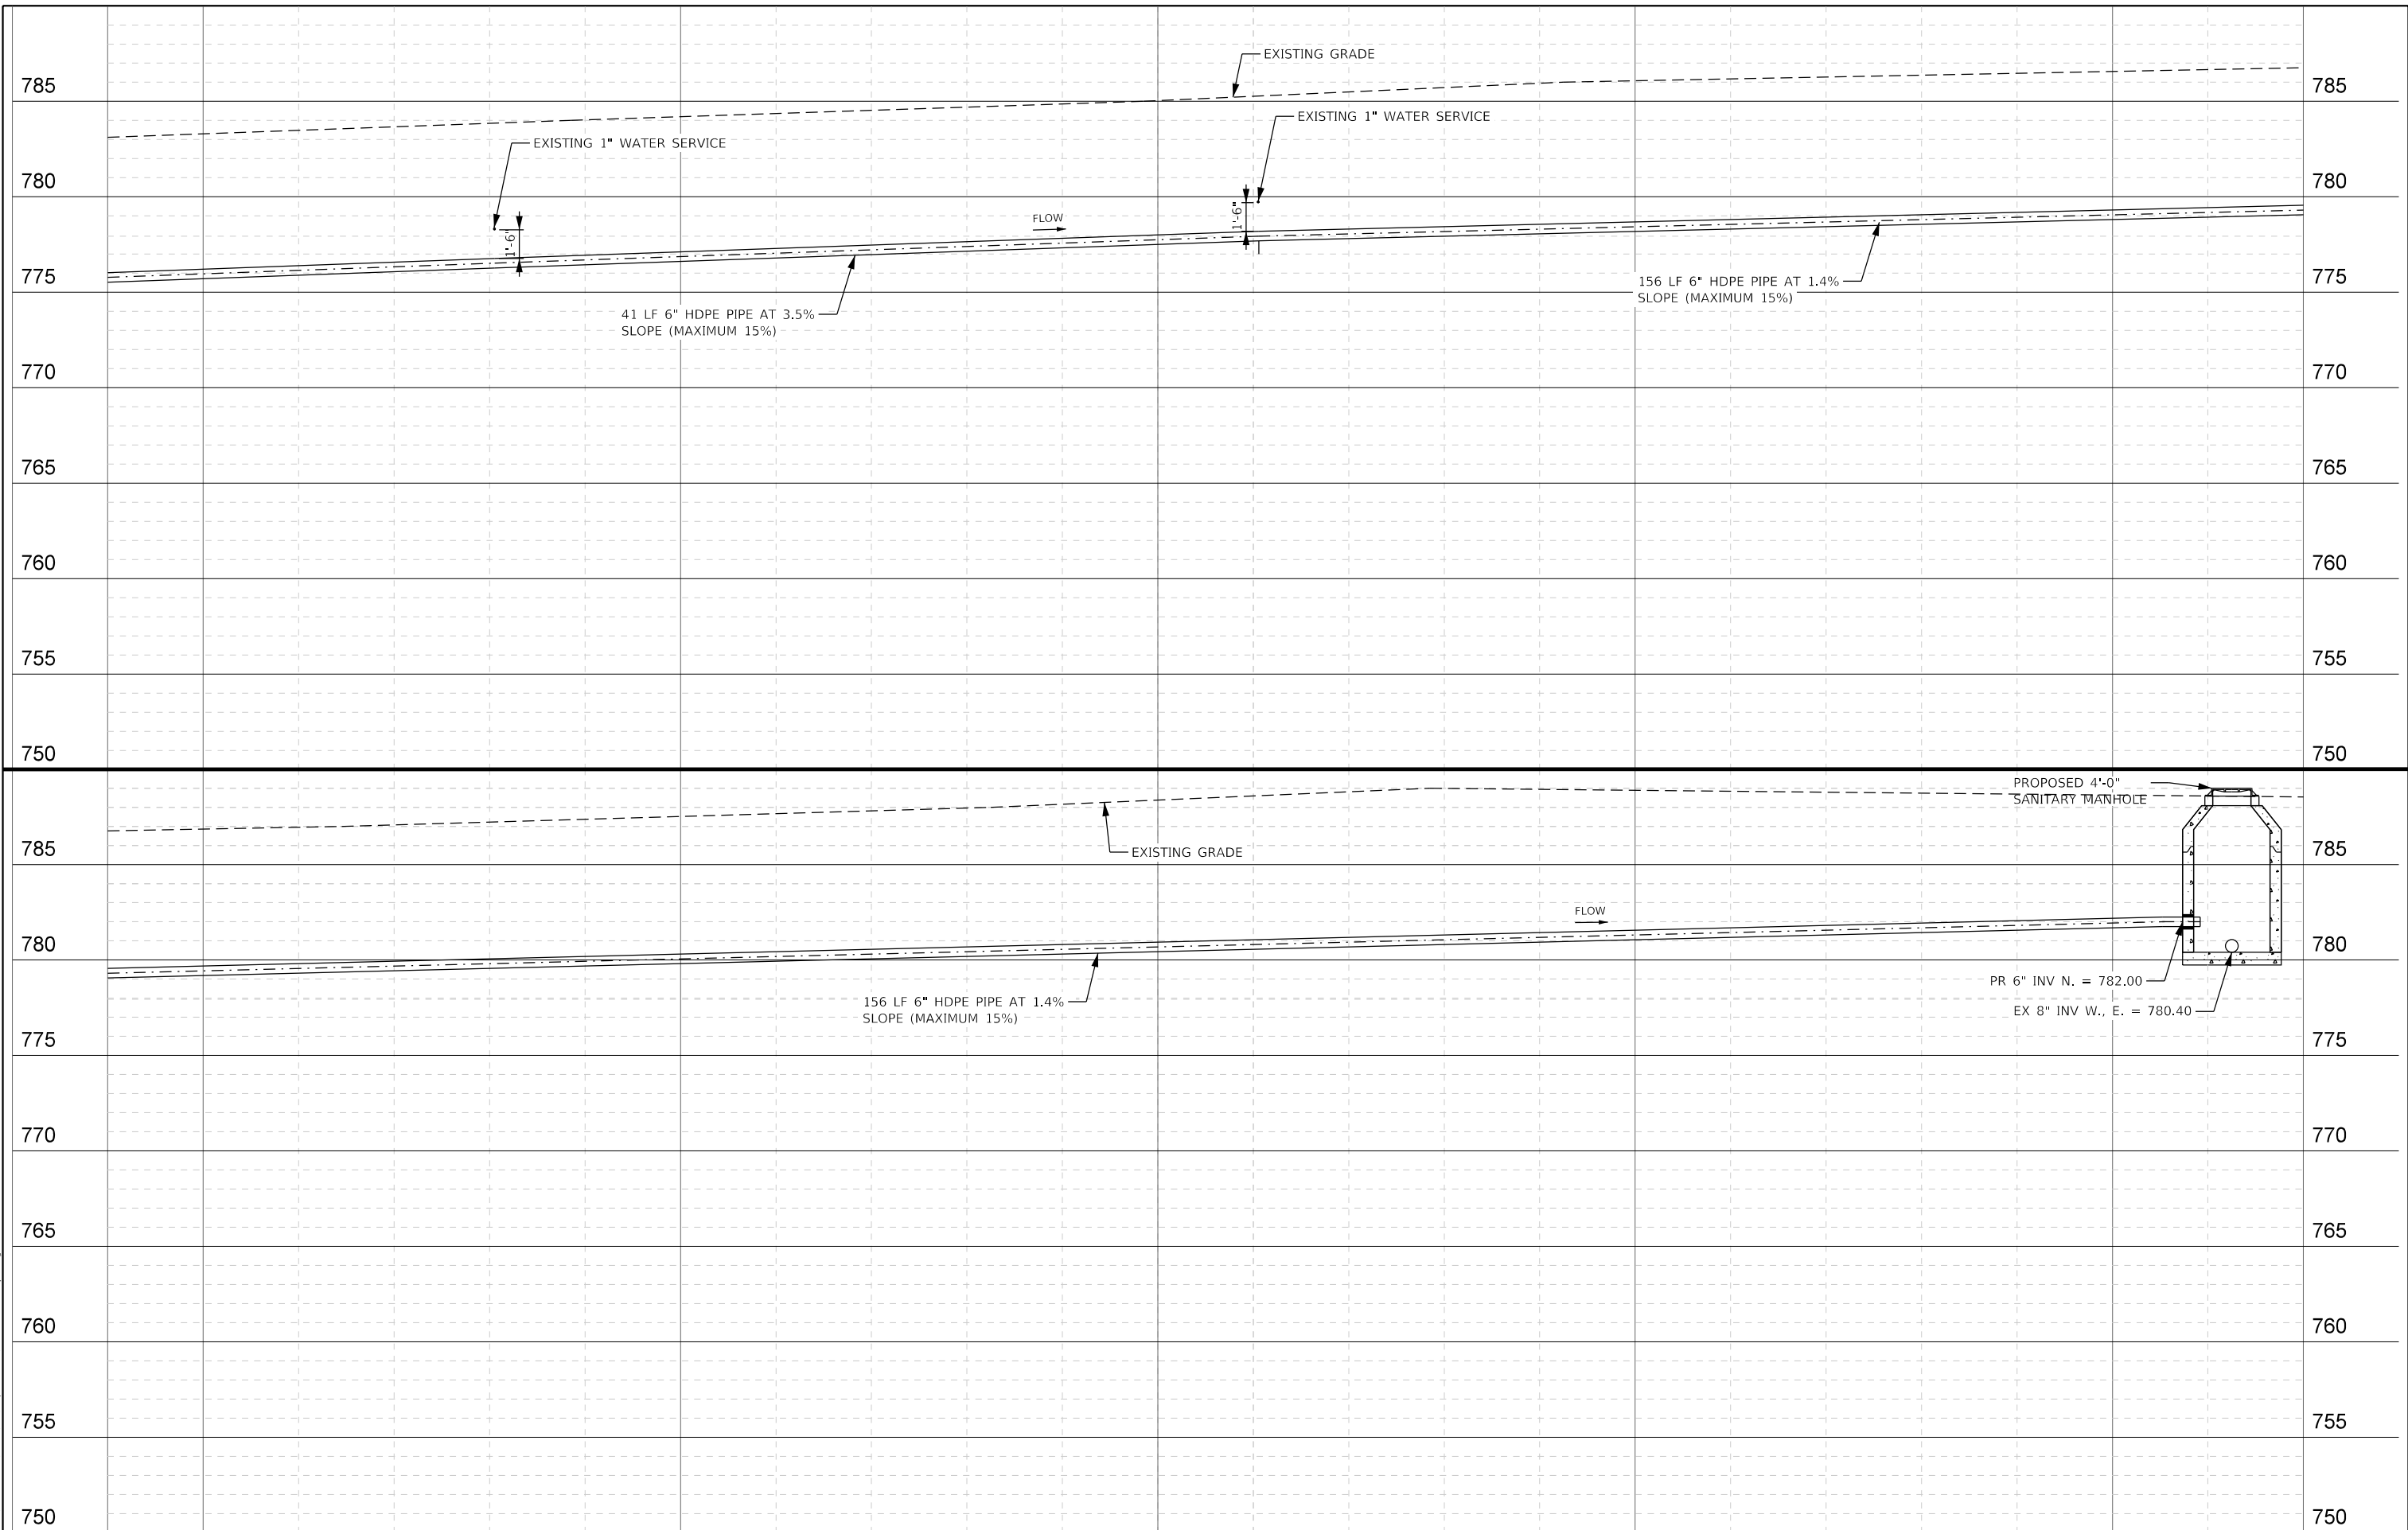 EXISTING GRADE
785
785
EXISTING 1" WATER SERVICE
EXISTING 1" WATER SERVICE
780
780
1'-6"
FLOW
1'-6"
775
775
156 LF 6" HDPE PIPE AT 1.4%
SLOPE (MAXIMUM 15%)
41 LF 6" HDPE PIPE AT 3.5%
SLOPE (MAXIMUM 15%)
770
770
765
765
760
760
755
755
750
750
PROPOSED 4'-0"
SANITARY MANHOLE
EXISTING GRADE
785
785
FLOW
780
780
PR 6" INV N. = 782.00
156 LF 6" HDPE PIPE AT 1.4%
SLOPE (MAXIMUM 15%)
EX 8" INV W., E. = 780.40
775
775
770
770
765
765
760
760
755
755
750
750